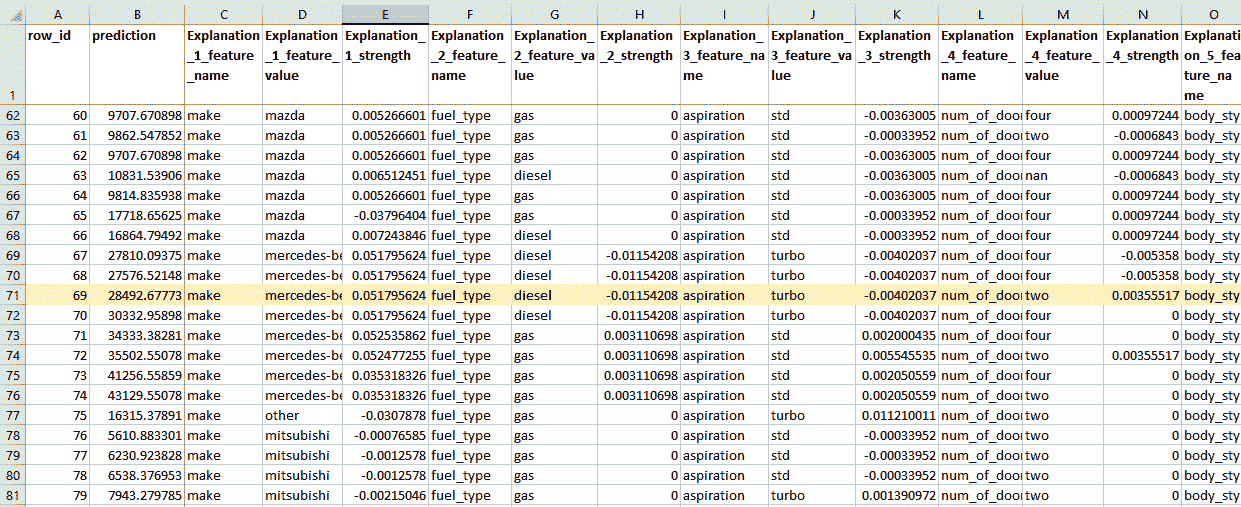 A B C D E F G H I J K L M N O
row_id prediction Explanation_1_feature_name Explanation_1_feature_value Explanation_1_strength Explanation_2_feature_name Explanation_2_feature_value Explanation_2_strength Explanation_3_feature_name Explanation_3_feature_value Explanation_3_strength Explanation_4_feature_name Explanation_4_feature_value Explanation_4_strength Explanati on_5_fea ture_na me
1
62 60 9707.670898 make mazda 0.005266601 fuel_type gas 0 aspiration std -0.00363005 num_of_door four 0.00097244 body_sty
63 61 9862.547852 make mazda 0.005266601 fuel_type gas 0 aspiration std -0.00033952 num_of_door two -0.0006843 body_sty
64 62 9707.670898 make mazda 0.005266601 fuel_type gas 0 aspiration std -0.00363005 num_of_door four 0.00097244 body_sty
65 63 10831.53906 make mazda 0.006512451 fuel_type diesel 0 aspiration std -0.00363005 num_of_door nan -0.0006843 body_sty
66 64 9814.835938 make mazda 0.005266601 fuel_type gas 0 aspiration std -0.00363005 num_of_door four 0.00097244 body_sty
67 65 17718.65625 make mazda -0.03796404 fuel_type gas 0 aspiration std -0.00033952 num_of_door four 0.00097244 body_sty
68 66 16864.79492 make mazda 0.007243846 fuel_type diesel 0 aspiration std -0.00033952 num_of_door four 0.00097244 body_sty
69 67 27810.09375 make mercedes-be 0.051795624 fuel_type diesel -0.01154208 aspiration turbo -0.00402037 num_of_door four -0.005358 body_sty
70 68 27576.52148 make mercedes-be 0.051795624 fuel_type diesel -0.01154208 aspiration turbo -0.00402037 num_of_door four -0.005358 body_sty
71 69 28492.67773 make mercedes-be 0.051795624 fuel_type diesel -0.01154208 aspiration turbo -0.00402037 num_of_door two 0.00355517 body_sty
72 70 30332.95898 make mercedes-be 0.051795624 fuel_type diesel -0.01154208 aspiration turbo -0.00402037 num_of_door four 0 body_sty
73 71 34333.38281 make mercedes-be 0.052535862 fuel_type gas 0.003110698 aspiration std 0.002000435 num_of_door four 0 body_sty
74 72 35502.55078 make mercedes-be 0.052477255 fuel_type gas 0.003110698 aspiration std 0.005545535 num_of_door two 0.00355517 body_sty
75 73 41256.55859 make mercedes-be 0.035318326 fuel_type gas 0.003110698 aspiration std 0.002050559 num_of_door four 0 body_sty
76 74 43129.55078 make mercedes-be 0.035318326 fuel_type gas 0.003110698 aspiration std 0.002050559 num_of_door two 0 body_sty
77 75 16315.37891 make other -0.0307878 fuel_type gas 0 aspiration turbo 0.011210011 num_of_door two 0 body_sty
78 76 5610.883301 make mitsubishi -0.00076585 fuel_type gas 0 aspiration std -0.00033952 num_of_door two 0 body_sty
79 77 6230.923828 make mitsubishi -0.0012578 fuel_type gas 0 aspiration std -0.00033952 num_of_door two 0 body_sty
80 78 6538.376953 make mitsubishi -0.0012578 fuel_type gas 0 aspiration std -0.00033952 num_of_door two 0 body_sty
81 79 7943.279785 make mitsubishi -0.00215046 fuel_type gas 0 aspiration turbo 0.001390972 num_of_door two 0 body_sty